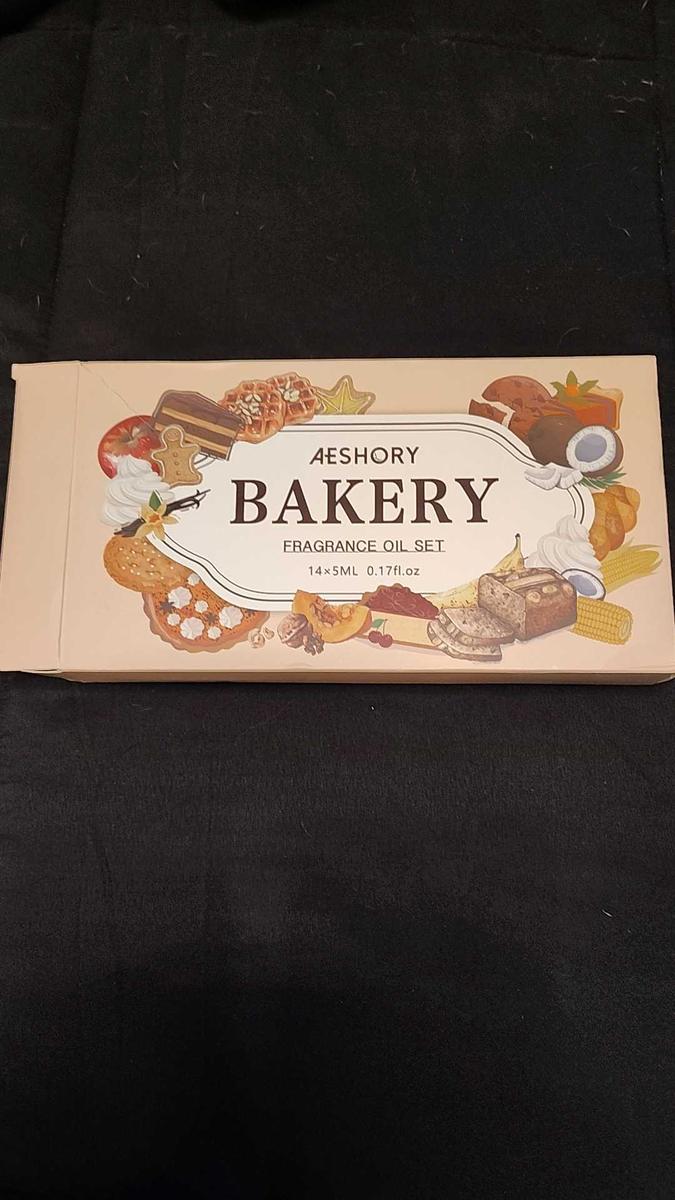 AESHORY
BAKERY
FRAGRANCE OIL SET
14×5ML 0.17fl.oz